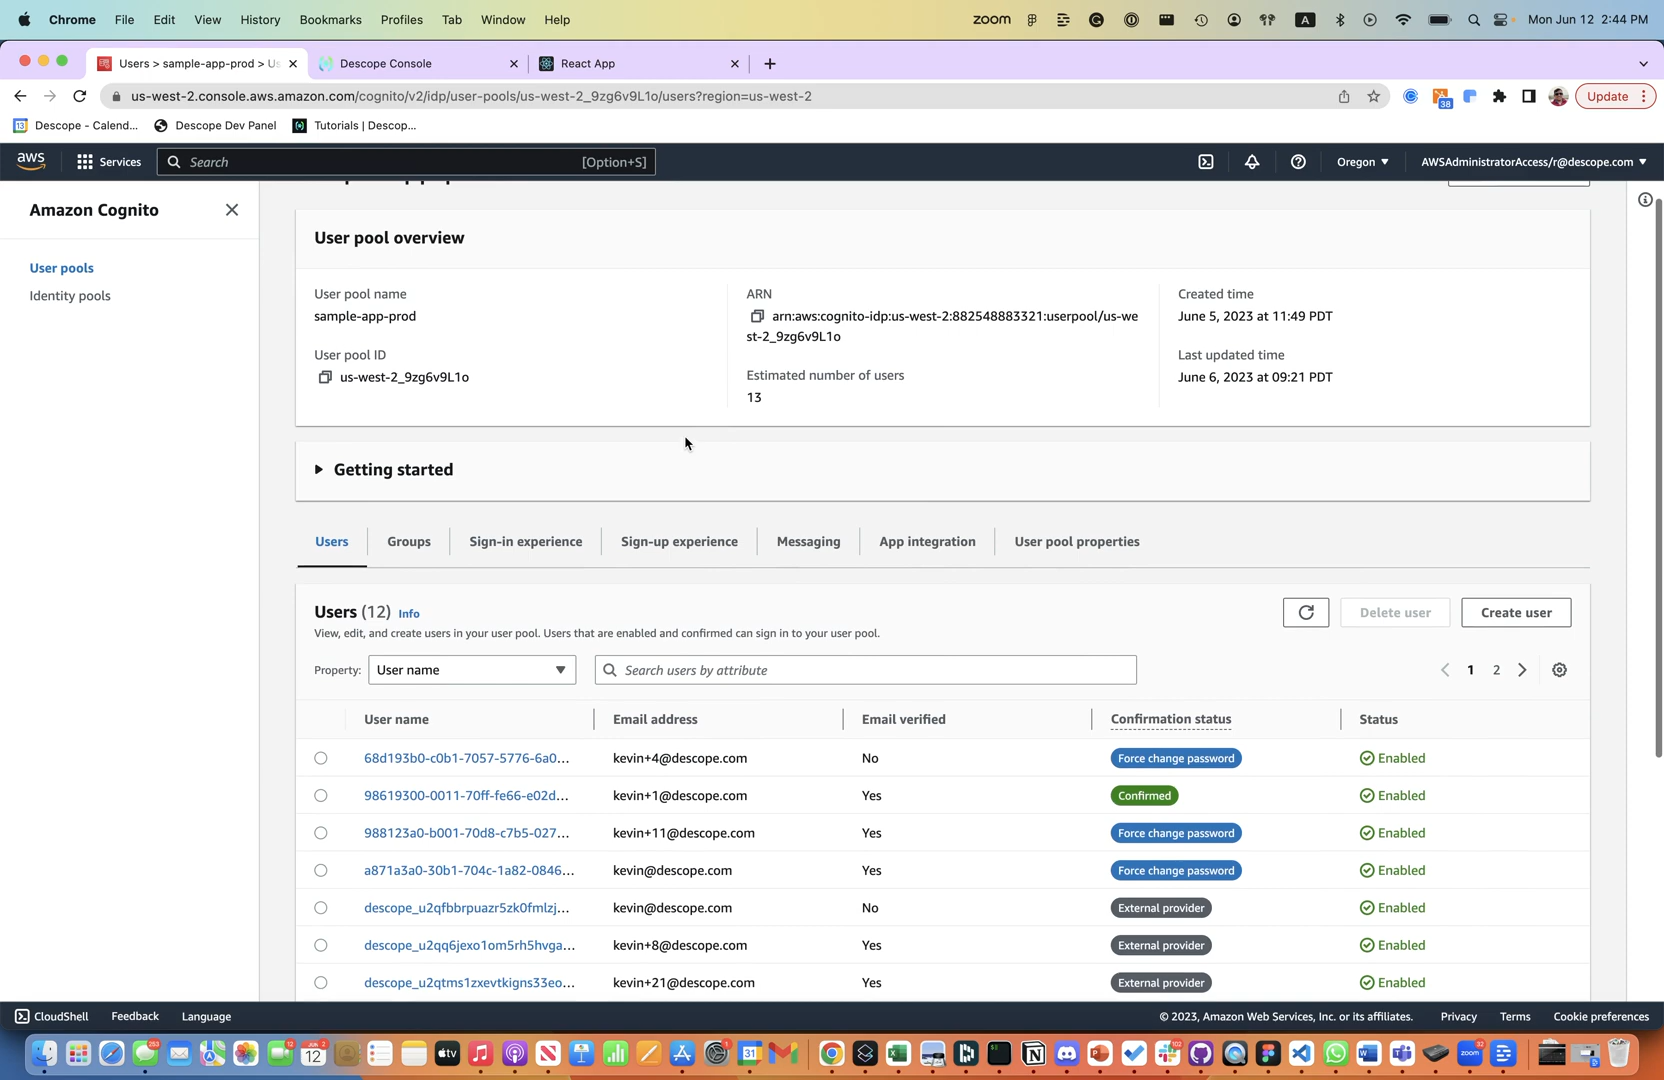 Chrome File Edit View History Bookmarks Profiles Tab Window Help zoom A Mon Jun 12 2:44 PM
Users > sample-app-prod > Us Descope Console React App
us-west-2.console.aws.amazon.com/cognito/v2/idp/user-pools/us-west-2_9zg6v9L1o/users?region=us-west-2 38 Update
Descope - Calend... Descope Dev Panel Tutorials | Descop...
aws Services Search [Option+S] Oregon AWSAdministratorAccess/r@descope.com
Amazon Cognito
User pools
Identity pools
User pool overview
User pool name
sample-app-prod
User pool ID
us-west-2_9zg6v9L1o
ARN
arn:aws:cognito-idp:us-west-2:882548883321:userpool/us-we
st-2_9zg6v9L1o
Estimated number of users
13
Created time
June 5, 2023 at 11:49 PDT
Last updated time
June 6, 2023 at 09:21 PDT
Getting started
Users Groups Sign-in experience Sign-up experience Messaging App integration User pool properties
Users (12) Info
View, edit, and create users in your user pool. Users that are enabled and confirmed can sign in to your user pool.
Delete user Create user
Property: User name Search users by attribute 1 2
User name Email address Email verified Confirmation status Status
68d193b0-c0b1-7057-5776-6a0... kevin+4@descope.com No Force change password Enabled
98619300-0011-70ff-fe66-e02d... kevin+1@descope.com Yes Confirmed Enabled
988123a0-b001-70d8-c7b5-027... kevin+11@descope.com Yes Force change password Enabled
a871a3a0-30b1-704c-1a82-0846... kevin@descope.com Yes Force change password Enabled
descope_u2qfbbrpuazr5zk0fmlzj... kevin@descope.com No External provider Enabled
descope_u2qq6jexo1om5rh5hvga... kevin+8@descope.com Yes External provider Enabled
descope_u2qtms1zxevtkigns33eo... kevin+21@descope.com Yes External provider Enabled
CloudShell Feedback Language © 2023, Amazon Web Services, Inc. or its affiliates. Privacy Terms Cookie preferences